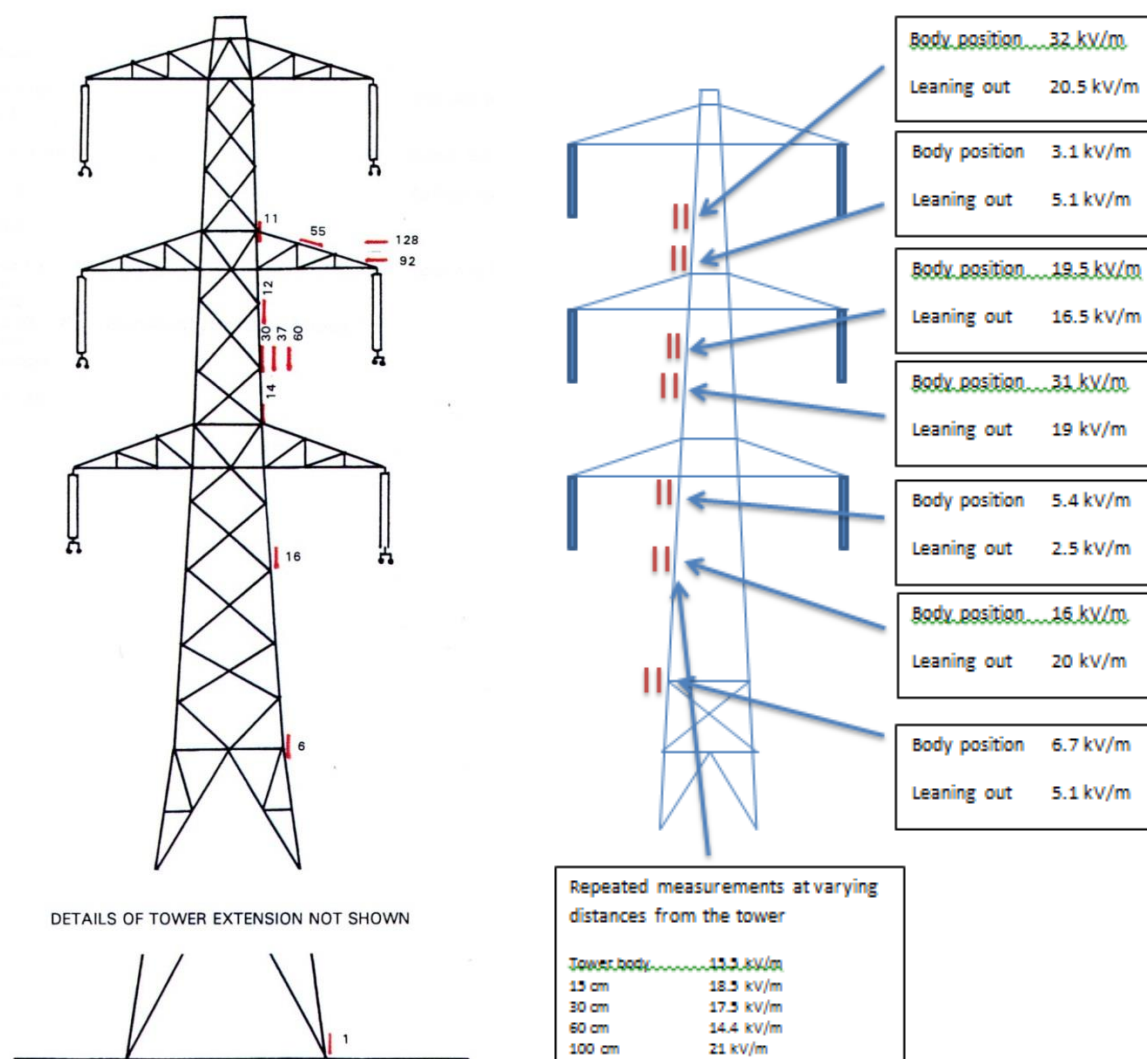 11
55
128
92
12
30
37
60
14
16
6
DETAILS OF TOWER EXTENSION NOT SHOWN
1
Body position 32 kV/m
Leaning out 20.5 kV/m
Body position 3.1 kV/m
Leaning out 5.1 kV/m
Body position 19.5 kV/m
Leaning out 16.5 kV/m
Body position 31 kV/m
Leaning out 19 kV/m
Body position 5.4 kV/m
Leaning out 2.5 kV/m
Body position 16 kV/m
Leaning out 20 kV/m
Body position 6.7 kV/m
Leaning out 5.1 kV/m
Repeated measurements at varying
distances from the tower
Tower body 15.5 kV/m
15 cm 18.5 kV/m
30 cm 17.5 kV/m
60 cm 14.4 kV/m
100 cm 21 kV/m